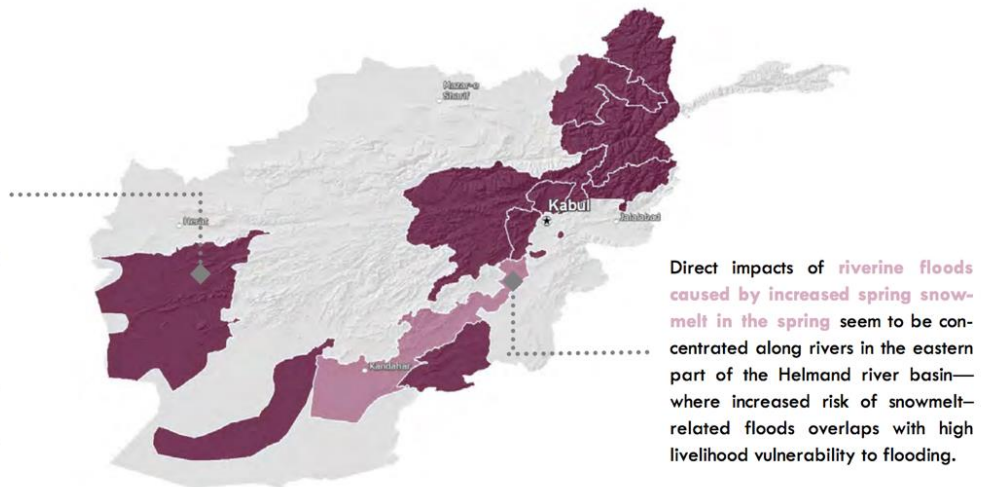 Mazar-e
Sharif
Kabul
Jalalabad
Herat
Kandahar
Direct impacts of riverine floods
caused by increased spring snow-
melt in the spring seem to be con-
centrated along rivers in the eastern
part of the Helmand river basin—
where increased risk of snowmelt–
related floods overlaps with high
livelihood vulnerability to flooding.